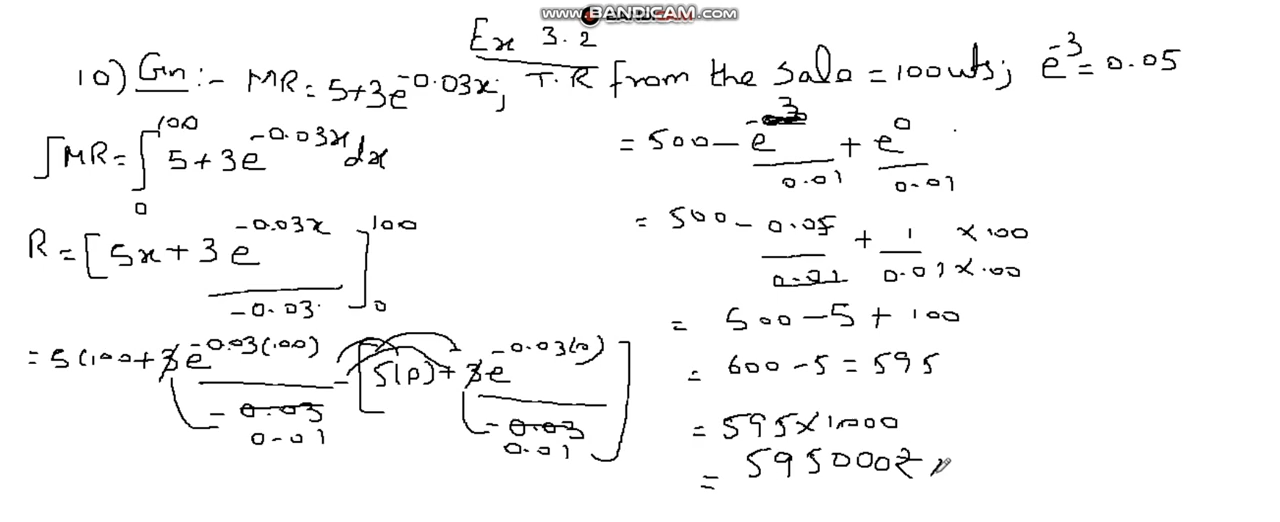 www.BANDICAM.com
Ex 3.2
10) Gn :- MR = 5+3e^-0.03x; T.R from the sale = 100 uts; e^-3 = 0.05
∫MR = ∫_0^100 5+3e^-0.03x dx
R = [5x + 3e^-0.03x / -0.03]_0^100
= 5(100 + 3e^-0.03(100) / -0.03 0.01 - [5(0) + 3e^-0.03(0) / -0.03 0.01]
= 500 - e^-3 / 0.01 + e^0 / 0.01
= 500 - 0.05 / 0.01 + 1 / 0.01 × 100 / × 100
= 500 - 5 + 100
= 600 - 5 = 595
= 595 × 1000
= 595000₹